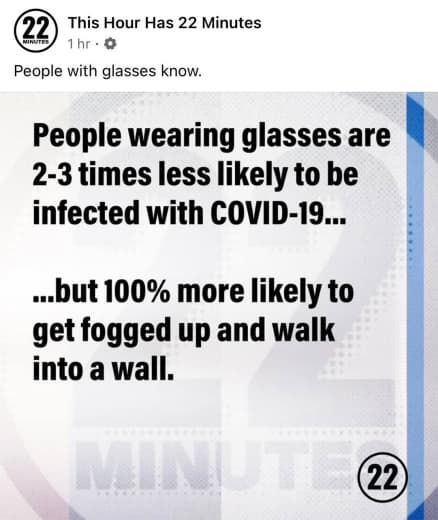 22
MINUTES
This Hour Has 22 Minutes
1 hr ·
People with glasses know.
People wearing glasses are
2-3 times less likely to be
infected with COVID-19...
...but 100% more likely to
get fogged up and walk
into a wall.
22
MINUTES
22